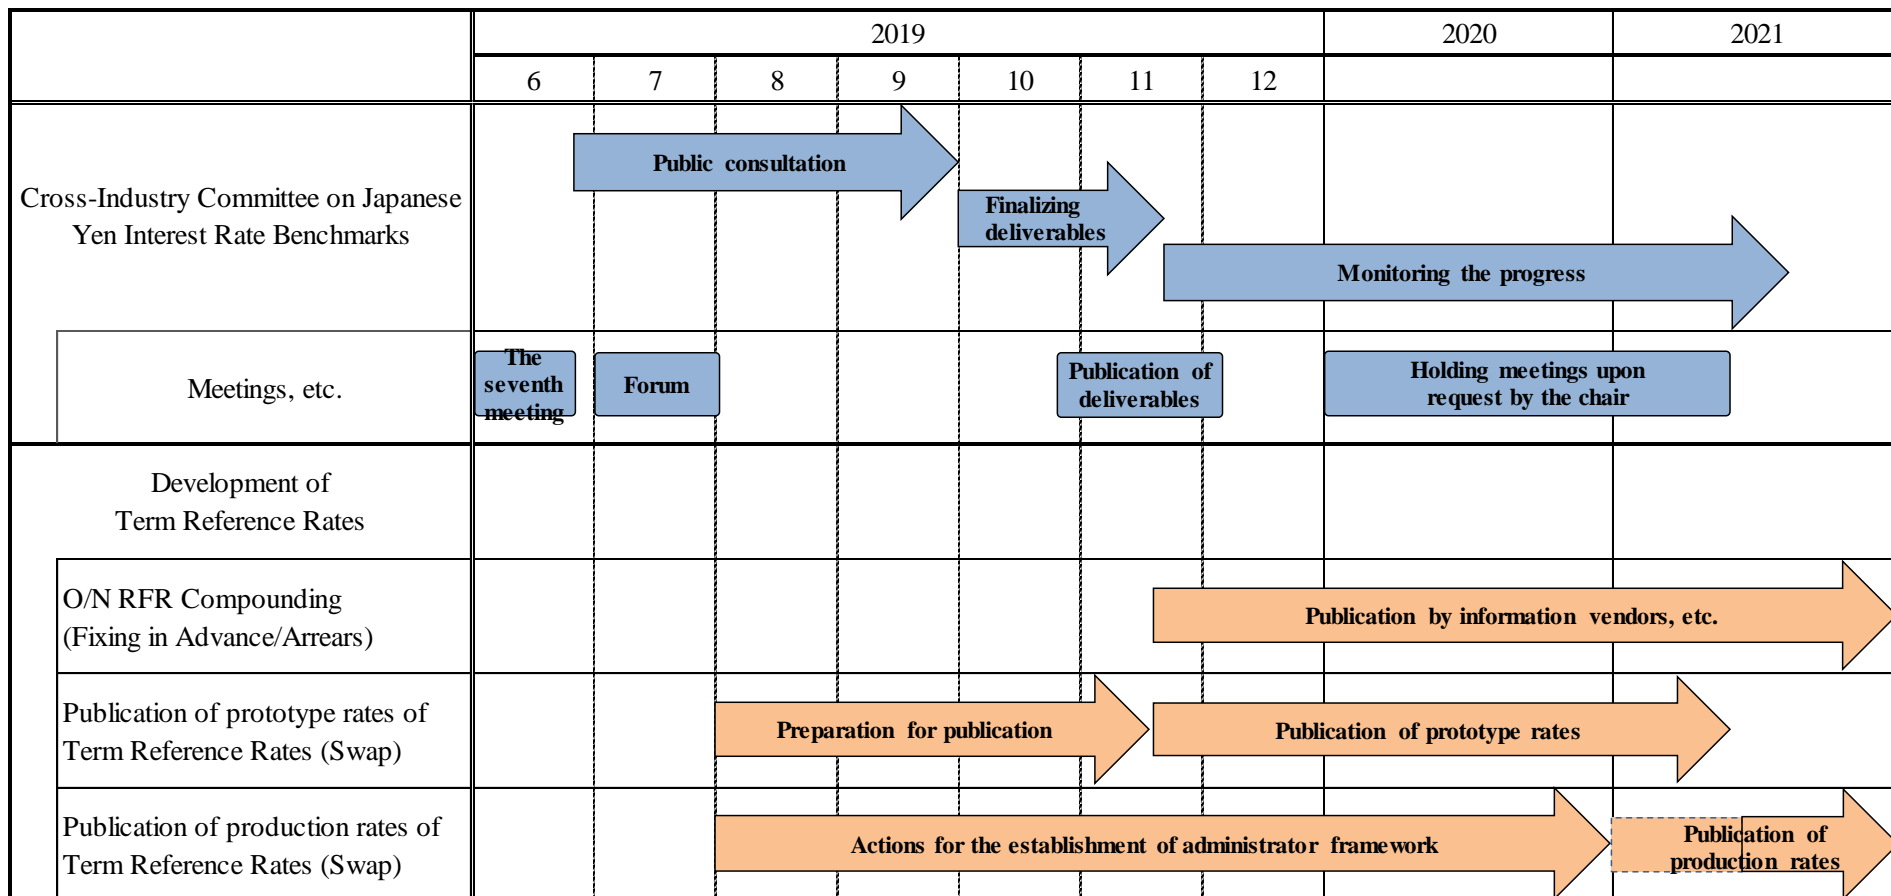 2019 2020 2021
6 7 8 9 10 11 12
Cross-Industry Committee on Japanese
Yen Interest Rate Benchmarks
Public consultation
Finalizing
deliverables
Monitoring the progress
Meetings, etc.
The
seventh
meeting
Forum
Publication of
deliverables
Holding meetings upon
request by the chair
Development of
Term Reference Rates
O/N RFR Compounding
(Fixing in Advance/Arrears)
Publication by information vendors, etc.
Publication of prototype rates of
Term Reference Rates (Swap)
Preparation for publication
Publication of prototype rates
Publication of production rates of
Term Reference Rates (Swap)
Actions for the establishment of administrator framework
Publication of
production rates